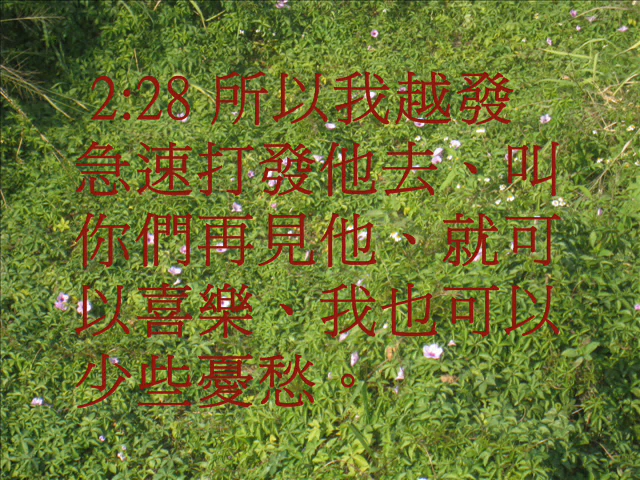 2:28 所以我越發
急速打發他去、叫
你們再見他、就可
以喜樂、我也可以
少些憂愁。